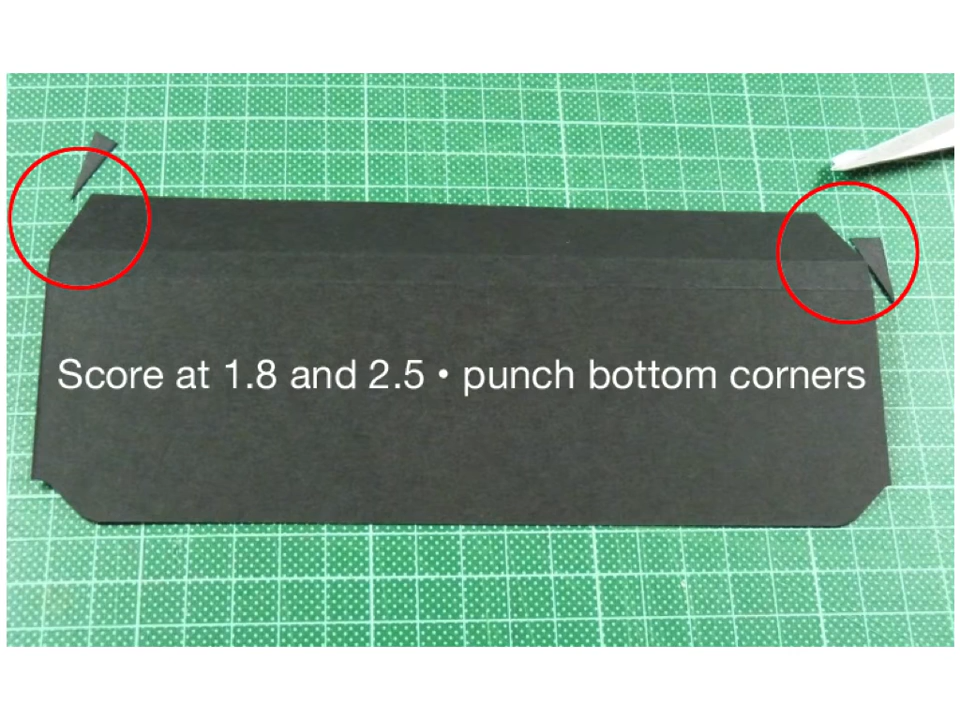 Score at 1.8 and 2.5 • punch bottom corners